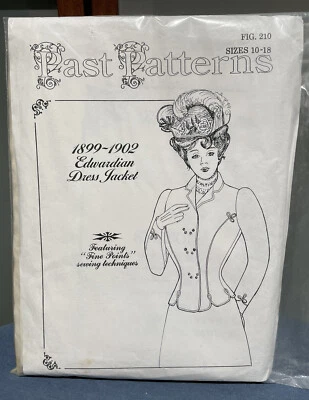 FIG. 210
SIZES 10-18
Past Patterns
1899-1902
Edwardian
Dress Jacket
Featuring
"Fine Points"
sewing techniques